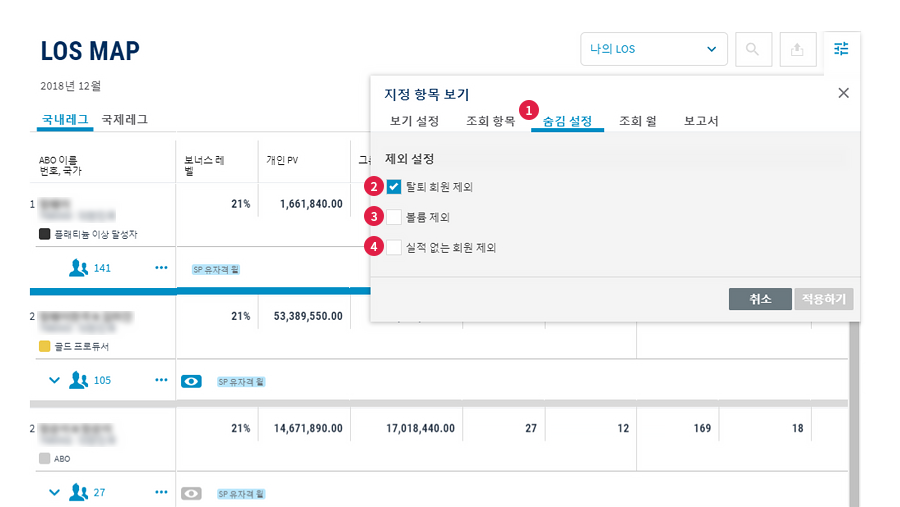 LOS MAP
나의 LOS
2018년 12월
지정 항목 보기
국내레그 국제레그
1
보기 설정 조회 항목 숨김 설정 조회 월 보고서
ABO 이름
번호, 국가
보너스 레
벨
개인 PV
제외 설정
2 탈퇴 회원 제외
3 볼륨 제외
4 실적 없는 회원 제외
1 21% 1,661,840.00
플래티늄 이상 달성자
141 SP 유자격 월
취소 적용하기
2 21% 53,389,550.00
골드 프로듀서
105 SP 유자격 월
2 21% 14,671,890.00 17,018,440.00 27 12 169 18
ABO
27 SP 유자격 월